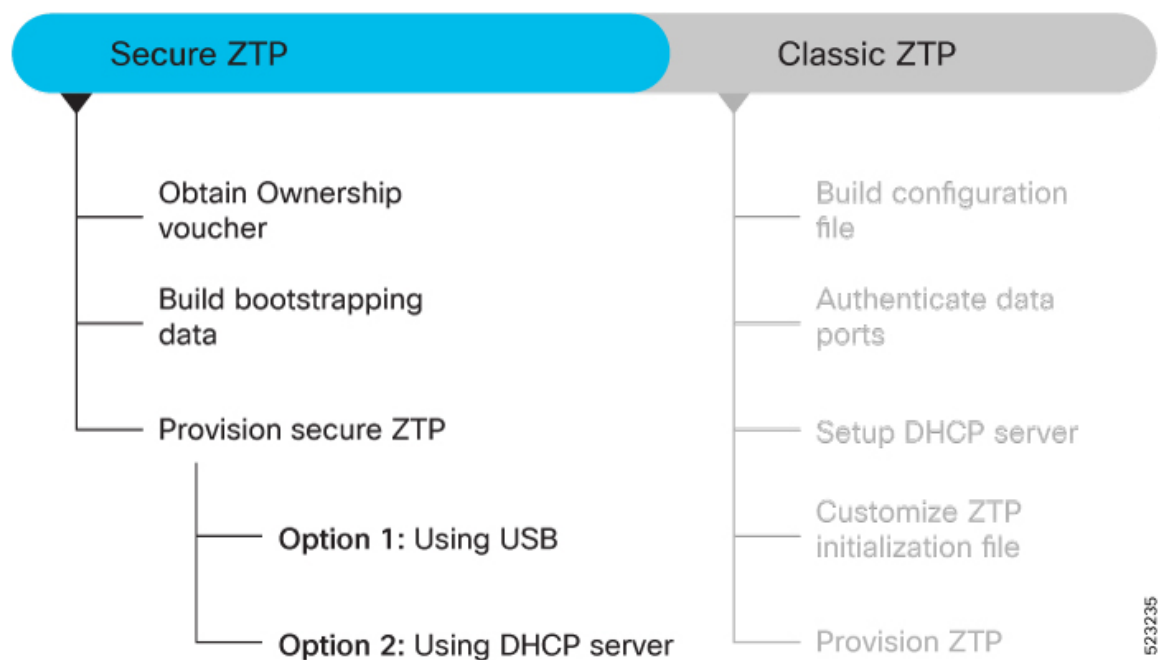 Secure ZTP
Classic ZTP
Obtain Ownership
voucher
Build bootstrapping
data
Provision secure ZTP
Option 1: Using USB
Option 2: Using DHCP server
Build configuration
file
Authenticate data
ports
Setup DHCP server
Customize ZTP
initialization file
Provision ZTP
523235